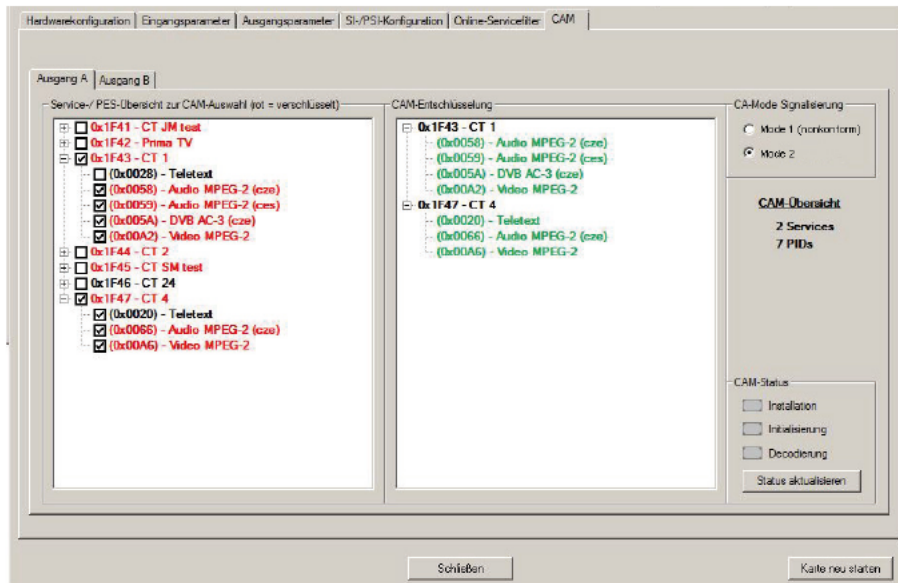 Hardwarekonfiguration
Eingangsparameter
Ausgangsparameter
SI-/PSI-Konfiguration
Online-Servicefilter
CAM
Ausgang A
Ausgang B
Service-/ PES-Übersicht zur CAM-Auswahl (rot = verschlüsselt)
0x1F41 - CT JM test
0x1F42 - Prima TV
0x1F43 - CT 1
(0x0028) - Teletext
(0x0058) - Audio MPEG-2 (cze)
(0x0059) - Audio MPEG-2 (ces)
(0x005A) - DVB AC-3 (cze)
(0x00A2) - Video MPEG-2
0x1F44 - CT 2
0x1F45 - CT SM test
0x1F46 - CT 24
0x1F47 - CT 4
(0x0020) - Teletext
(0x0066) - Audio MPEG-2 (cze)
(0x00A6) - Video MPEG-2
CAM-Entschlüsselung
0x1F43 - CT 1
(0x0058) - Audio MPEG-2 (cze)
(0x0059) - Audio MPEG-2 (ces)
(0x005A) - DVB AC-3 (cze)
(0x00A2) - Video MPEG-2
0x1F47 - CT 4
(0x0020) - Teletext
(0x0066) - Audio MPEG-2 (cze)
(0x00A6) - Video MPEG-2
CA-Mode Signalisierung
Mode 1 (nonkonform)
Mode 2
CAM-Übersicht
2 Services
7 PIDs
CAM-Status
Installation
Initialisierung
Decodierung
Status aktualisieren
Schließen
Karte neu starten